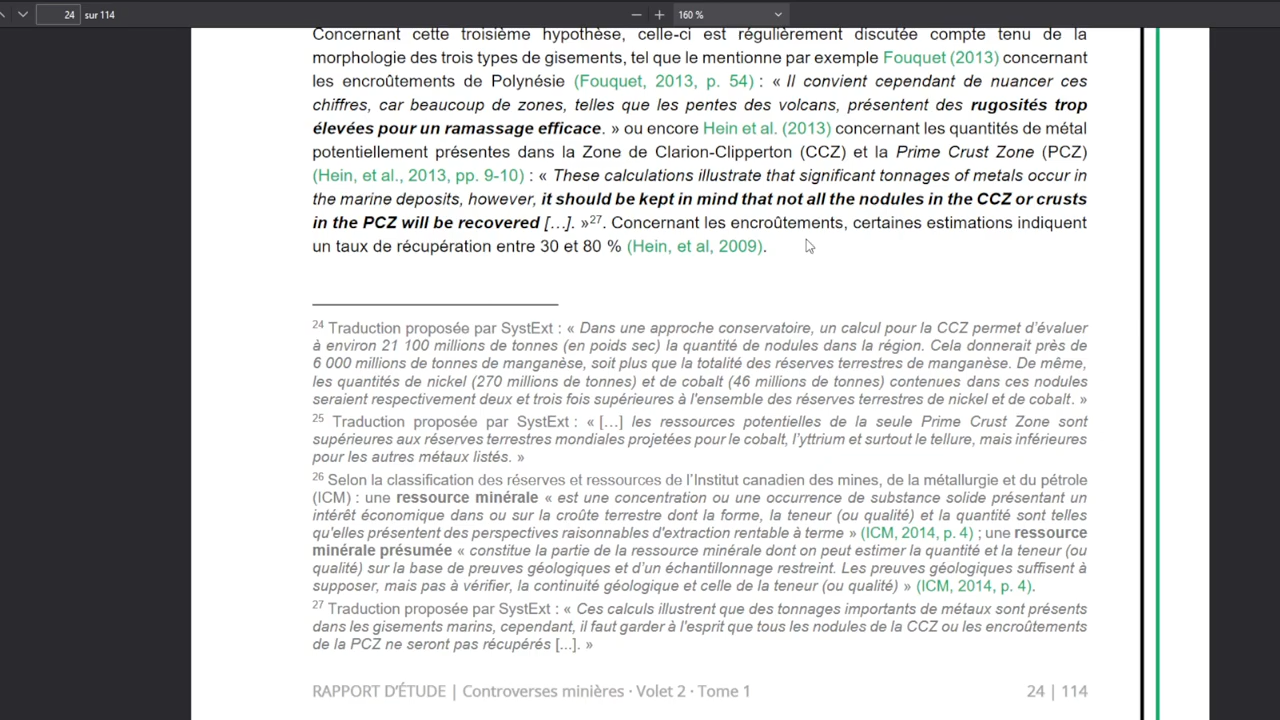 24 sur 114
160 %
Concernant cette troisième hypothèse, celle-ci est régulièrement discutée compte tenu de la
morphologie des trois types de gisements, tel que le mentionne par exemple Fouquet (2013) concernant
les encroûtements de Polynésie (Fouquet, 2013, p. 54) : « Il convient cependant de nuancer ces
chiffres, car beaucoup de zones, telles que les pentes des volcans, présentent des rugosités trop
élevées pour un ramassage efficace. » ou encore Hein et al. (2013) concernant les quantités de métal
potentiellement présentes dans la Zone de Clarion-Clipperton (CCZ) et la Prime Crust Zone (PCZ)
(Hein, et al., 2013, pp. 9-10) : « These calculations illustrate that significant tonnages of metals occur in
the marine deposits, however, it should be kept in mind that not all the nodules in the CCZ or crusts
in the PCZ will be recovered […]. »27. Concernant les encroûtements, certaines estimations indiquent
un taux de récupération entre 30 et 80 % (Hein, et al, 2009).
24 Traduction proposée par SystExt : « Dans une approche conservatoire, un calcul pour la CCZ permet d’évaluer
à environ 21 100 millions de tonnes (en poids sec) la quantité de nodules dans la région. Cela donnerait près de
6 000 millions de tonnes de manganèse, soit plus que la totalité des réserves terrestres de manganèse. De même,
les quantités de nickel (270 millions de tonnes) et de cobalt (46 millions de tonnes) contenues dans ces nodules
seraient respectivement deux et trois fois supérieures à l'ensemble des réserves terrestres de nickel et de cobalt. »
25 Traduction proposée par SystExt : « […] les ressources potentielles de la seule Prime Crust Zone sont
supérieures aux réserves terrestres mondiales projetées pour le cobalt, l’yttrium et surtout le tellure, mais inférieures
pour les autres métaux listés. »
26 Selon la classification des réserves et ressources de l’Institut canadien des mines, de la métallurgie et du pétrole
(ICM) : une ressource minérale « est une concentration ou une occurrence de substance solide présentant un
intérêt économique dans ou sur la croûte terrestre dont la forme, la teneur (ou qualité) et la quantité sont telles
qu'elles présentent des perspectives raisonnables d'extraction rentable à terme » (ICM, 2014, p. 4) ; une ressource
minérale présumée « constitue la partie de la ressource minérale dont on peut estimer la quantité et la teneur (ou
qualité) sur la base de preuves géologiques et d’un échantillonnage restreint. Les preuves géologiques suffisent à
supposer, mais pas à vérifier, la continuité géologique et celle de la teneur (ou qualité) » (ICM, 2014, p. 4).
27 Traduction proposée par SystExt : « Ces calculs illustrent que des tonnages importants de métaux sont présents
dans les gisements marins, cependant, il faut garder à l'esprit que tous les nodules de la CCZ ou les encroûtements
de la PCZ ne seront pas récupérés [...]. »
RAPPORT D'ÉTUDE | Controverses minières · Volet 2 · Tome 1
24 | 114